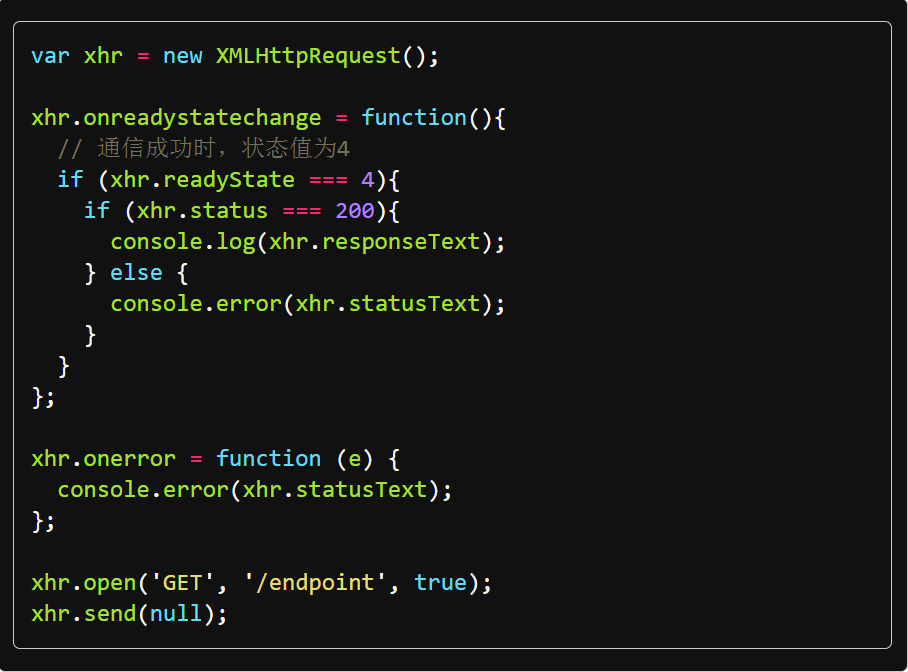 var xhr = new XMLHttpRequest();
xhr.onreadystatechange = function(){
  // 通信成功时，状态值为4
  if (xhr.readyState === 4){
    if (xhr.status === 200){
      console.log(xhr.responseText);
    } else {
      console.error(xhr.statusText);
    }
  }
};
xhr.onerror = function (e) {
  console.error(xhr.statusText);
};
xhr.open('GET', '/endpoint', true);
xhr.send(null);